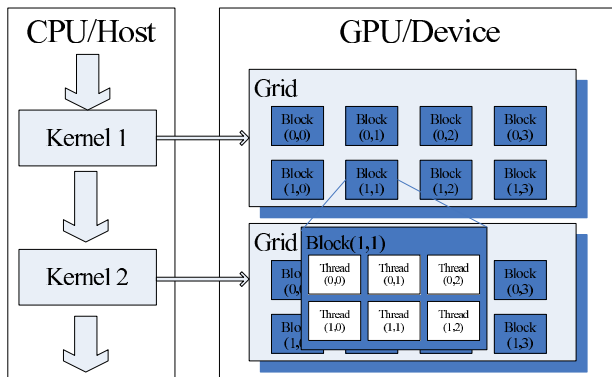 CPU/Host
GPU/Device
Kernel 1
Grid
Block
(0,0)
Block
(0,1)
Block
(0,2)
Block
(0,3)
Block
(1,0)
Block
(1,1)
Block
(1,2)
Block
(1,3)
Kernel 2
Grid
Block(1,1)
Thread
(0,0)
Thread
(0,1)
Thread
(0,2)
Thread
(1,0)
Thread
(1,1)
Thread
(1,2)
Block
(0,3)
Block
(1,3)